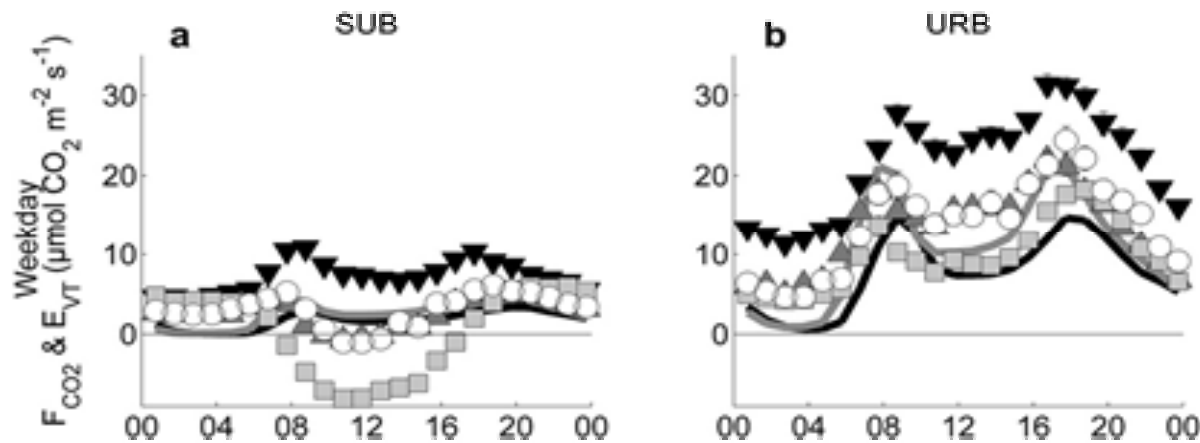 a SUB
b URB
Weekday
F_CO2 & E_VT (µmol CO_2 m^-2 s^-1)
30 30
20 20
10 10
0 0
00 04 08 12 16 20 00 00 04 08 12 16 20 00